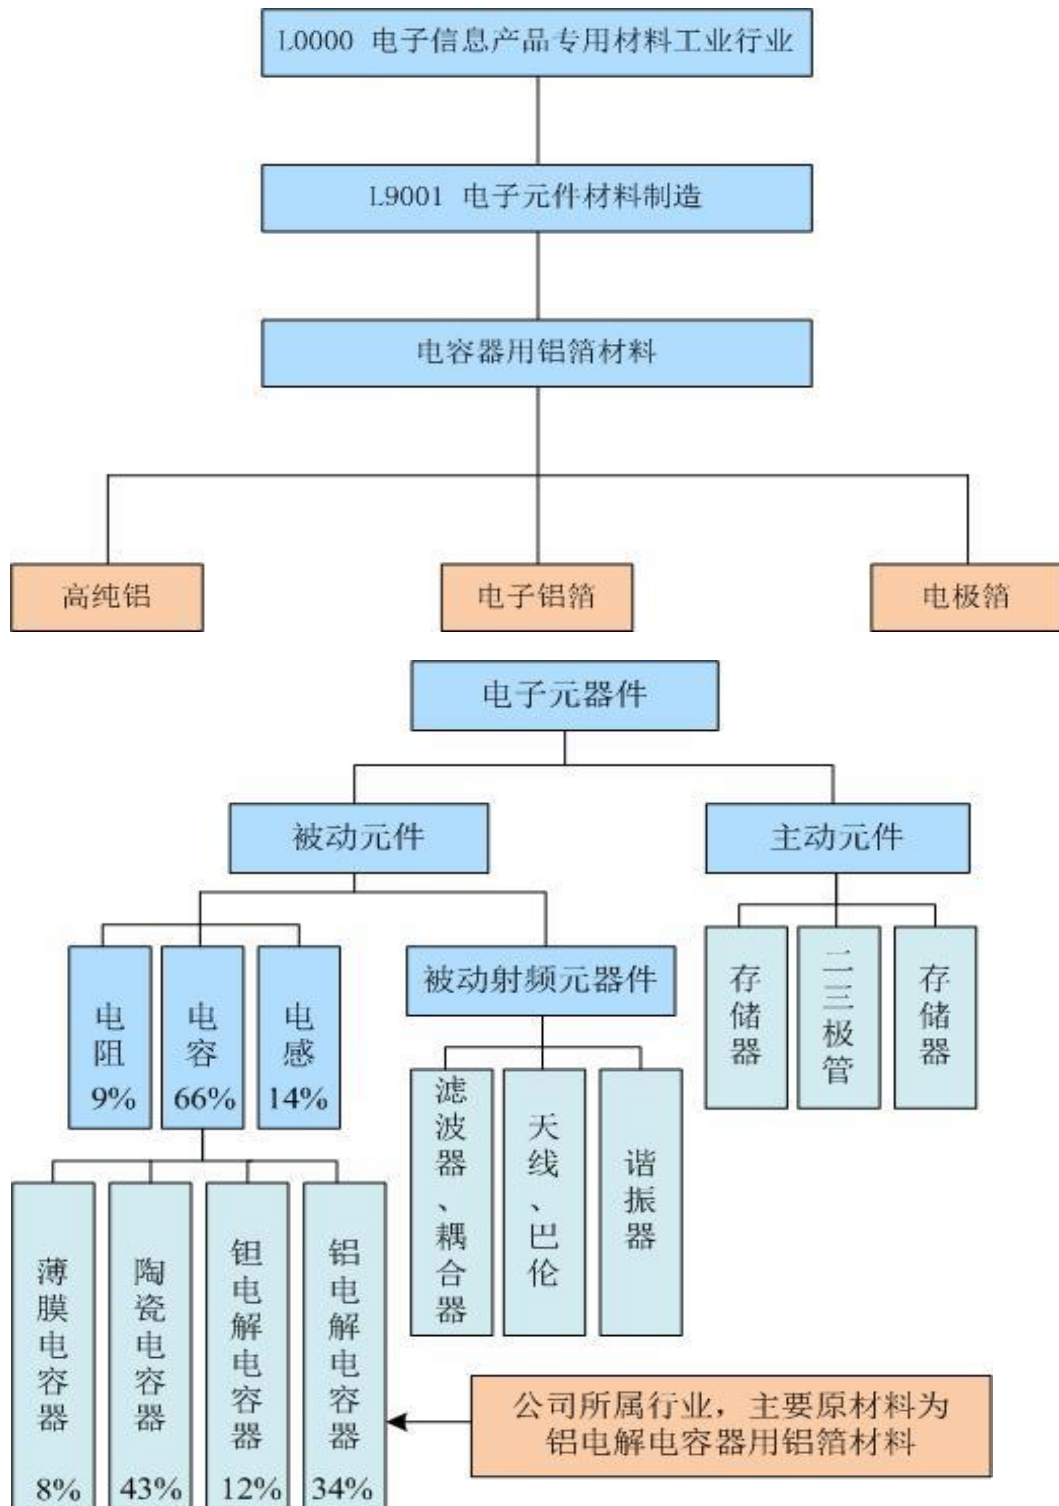 L0000 电子信息产品专用材料工业行业
L9001 电子元件材料制造
电容器用铝箔材料
高纯铝
电子铝箔
电极箔
电子元器件
被动元件
主动元件
电阻
9%
电容
66%
电感
14%
被动射频元器件
存储器
二三极管
存储器
滤波器、耦合器
天线、巴伦
谐振器
薄膜电容器
8%
陶瓷电容器
43%
钽电解电容器
12%
铝电解电容器
34%
公司所属行业，主要原材料为
铝电解电容器用铝箔材料